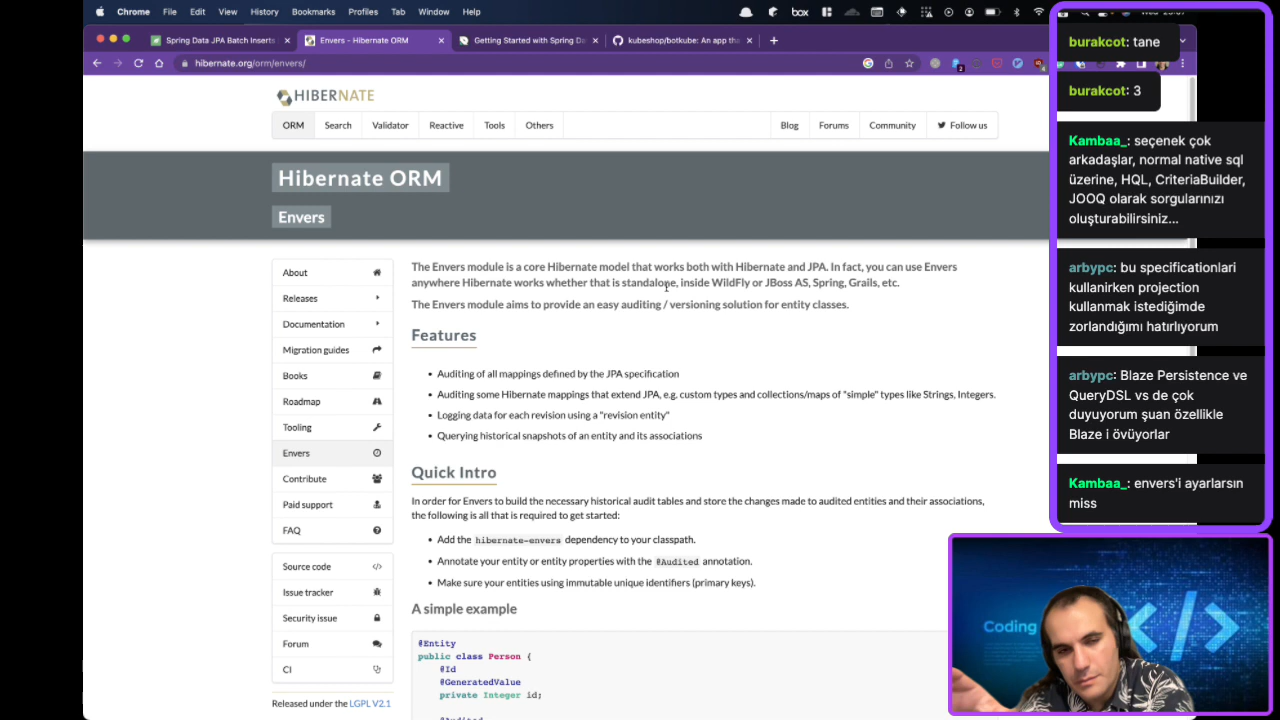 Chrome File Edit View History Bookmarks Profiles Tab Window Help
box
Spring Data JPA Batch Inserts
Envers - Hibernate ORM
Getting Started with Spring Da
kubeshop/botkube: An app tha
hibernate.org/orm/envers/
HIBERNATE
ORM Search Validator Reactive Tools Others
Blog Forums Community Follow us
Hibernate ORM
Envers
About
Releases
Documentation
Migration guides
Books
Roadmap
Tooling
Envers
Contribute
Paid support
FAQ
Source code
Issue tracker
Security issue
Forum
CI
Released under the LGPL V2.1
The Envers module is a core Hibernate model that works both with Hibernate and JPA. In fact, you can use Envers
anywhere Hibernate works whether that is standalone, inside WildFly or JBoss AS, Spring, Grails, etc.
The Envers module aims to provide an easy auditing / versioning solution for entity classes.
Features
• Auditing of all mappings defined by the JPA specification
• Auditing some Hibernate mappings that extend JPA, e.g. custom types and collections/maps of "simple" types like Strings, Integers.
• Logging data for each revision using a "revision entity"
• Querying historical snapshots of an entity and its associations
Quick Intro
In order for Envers to build the necessary historical audit tables and store the changes made to audited entities and their associations,
the following is all that is required to get started:
• Add the hibernate-envers dependency to your classpath.
• Annotate your entity or entity properties with the @Audited annotation.
• Make sure your entities using immutable unique identifiers (primary keys).
A simple example
@Entity
public class Person {
@Id
@GeneratedValue
private Integer id;
@Audited
burakcot: tane
burakcot: 3
Kambaa_: seçenek çok
arkadaşlar, normal native sql
üzerine, HQL, CriteriaBuilder,
JOOQ olarak sorgularınızı
oluşturabilirsiniz...
arbypc: bu specificationlari
kullanirken projection
kullanmak istediğimde
zorlandığımı hatırlıyorum
arbypc: Blaze Persistence ve
QueryDSL vs de çok
duyuyorum şuan özellikle
Blaze i övüyorlar
Kambaa_: envers'i ayarlarsın
miss
Coding